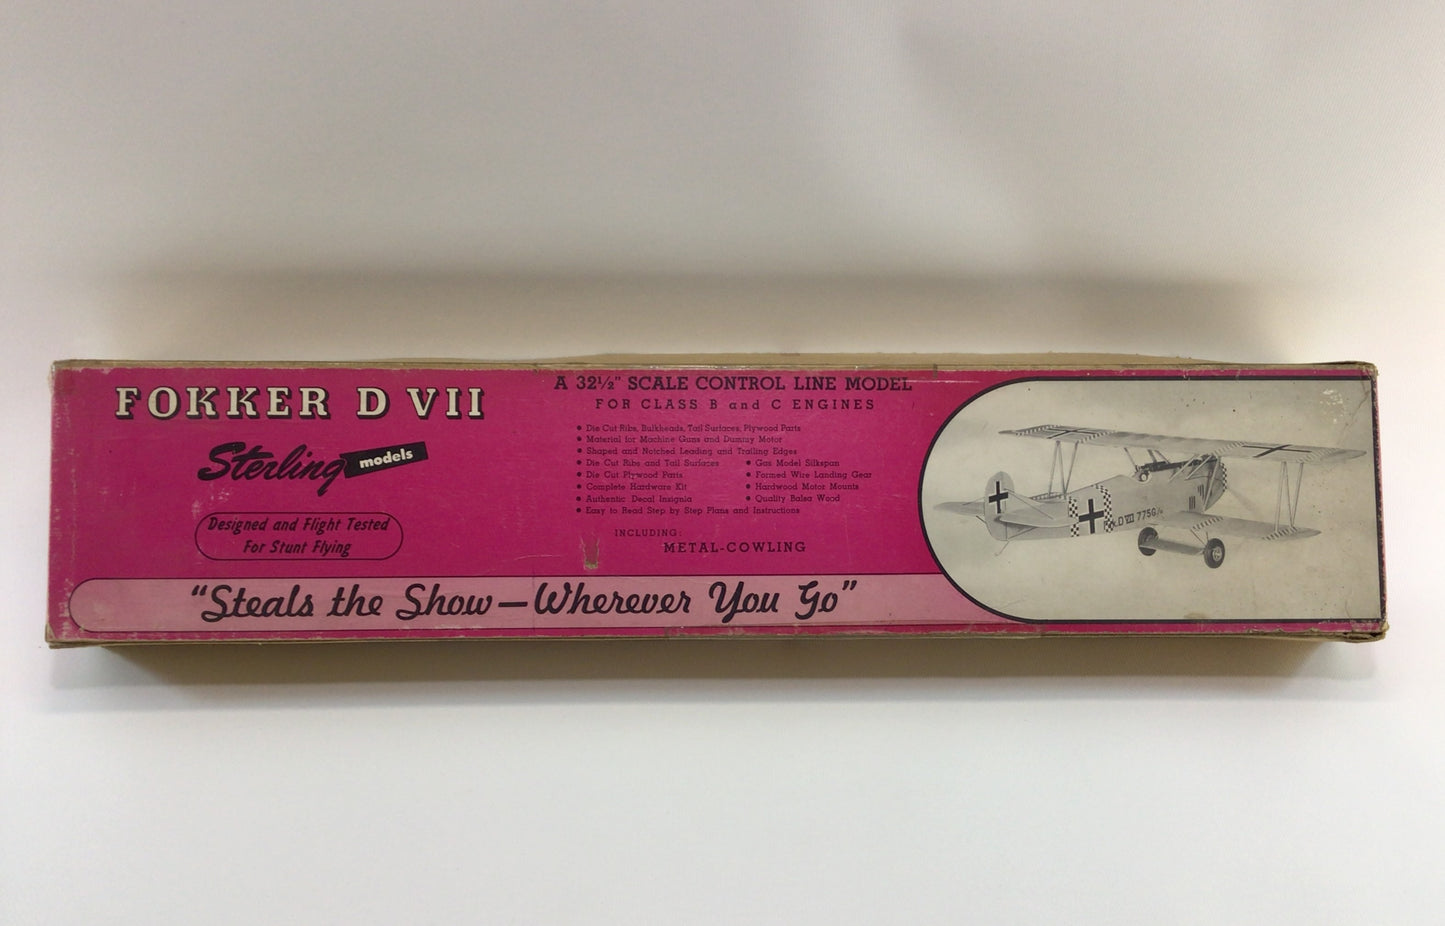 FOKKER D VII
Sterling models
Designed and Flight Tested
For Stunt Flying
A 32½" SCALE CONTROL LINE MODEL
FOR CLASS B and C ENGINES
• Die Cut Ribs, Bulkheads, Tail Surfaces, Plywood Parts
• Material for Machine Guns and Dummy Motor
• Shaped and Notched Leading and Trailing Edges
• Die Cut Ribs and Tail Surfaces
• Die Cut Plywood Parts
• Complete Hardware Kit
• Authentic Decal Insignia
• Gas Model Silkspan
• Formed Wire Landing Gear
• Hardwood Motor Mounts
• Quality Balsa Wood
• Easy to Read Step by Step Plans and Instructions
INCLUDING:
METAL-COWLING
"Steals the Show—Wherever You Go"
D VII 775G/